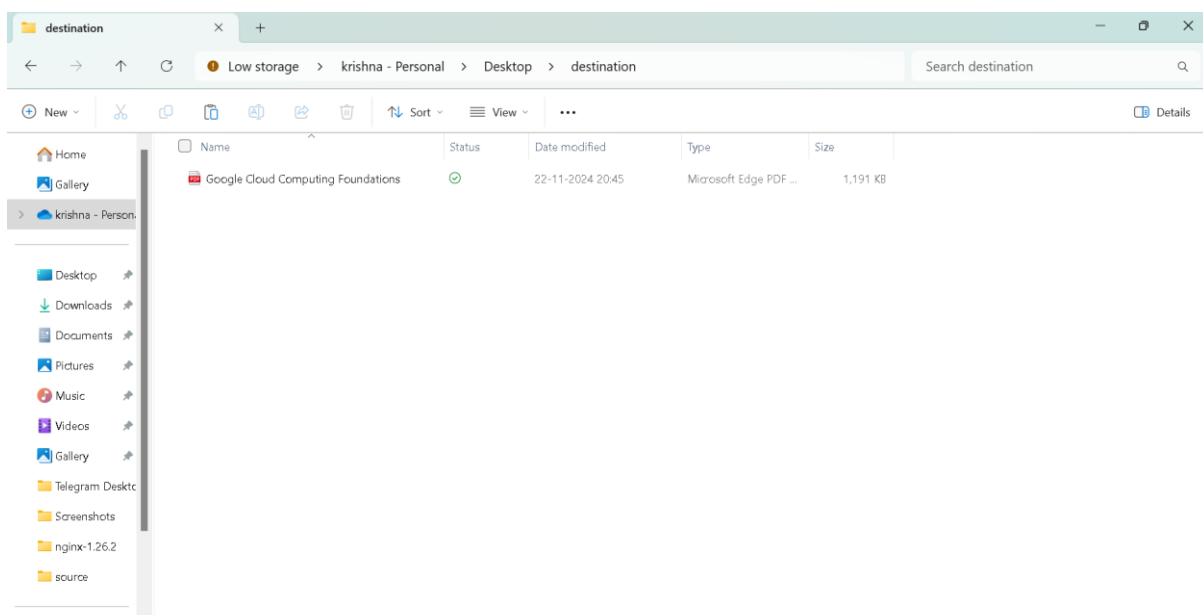 destination
Low storage > krishna - Personal > Desktop > destination
Search destination
New
Sort
View
Details
Name
Status
Date modified
Type
Size
Google Cloud Computing Foundations
22-11-2024 20:45
Microsoft Edge PDF ...
1,191 KB
Home
Gallery
krishna - Person
Desktop
Downloads
Documents
Pictures
Music
Videos
Gallery
Telegram Deskto
Screenshots
nginx-1.26.2
source